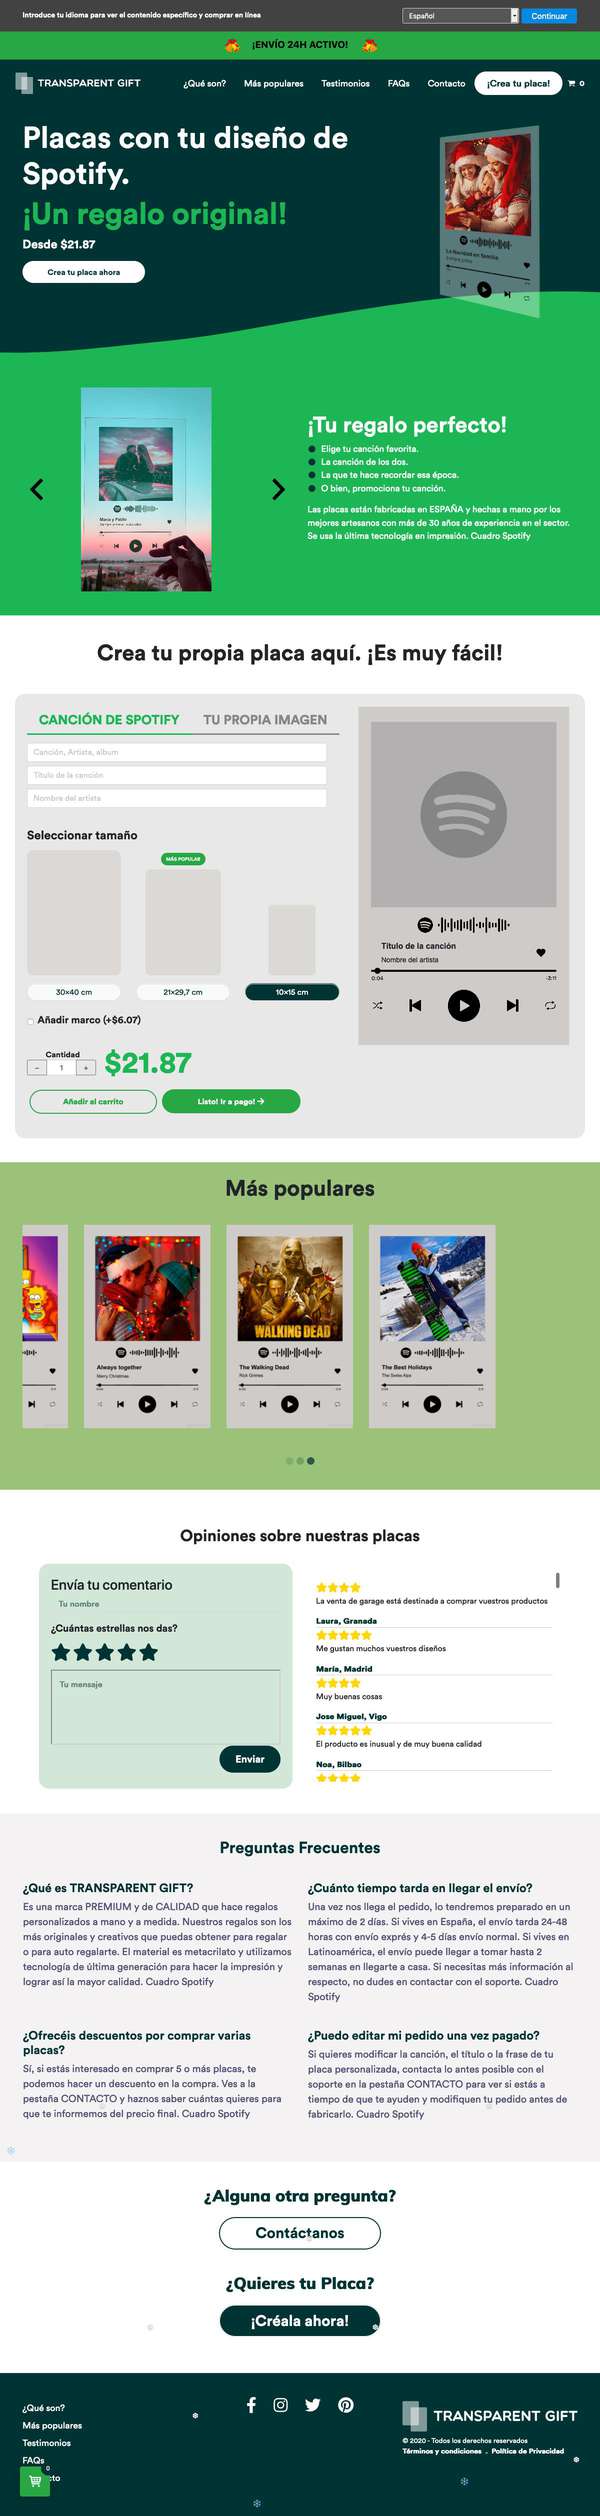 Introduce tu idioma para ver el contenido específico y comprar en línea
Español
Continuar
¡ENVÍO 24H ACTIVO!
TRANSPARENT GIFT
¿Qué son?
Más populares
Testimonios
FAQs
Contacto
¡Crea tu placa!
0
Placas con tu diseño de
Spotify.
¡Un regalo original!
Desde $21.87
Crea tu placa ahora
La Navidad en familia
María y Pablo
¡Tu regalo perfecto!
Elige tu canción favorita.
La canción de los dos.
La que te hace recordar esa época.
O bien, promociona tu canción.
Las placas están fabricadas en ESPAÑA y hechas a mano por los
mejores artesanos con más de 30 años de experiencia en el sector.
Se usa la última tecnología en impresión. Cuadro Spotify
Crea tu propia placa aquí. ¡Es muy fácil!
CANCIÓN DE SPOTIFY
TU PROPIA IMAGEN
Canción, Artista, album
Título de la canción
Nombre del artista
Seleccionar tamaño
MÁS POPULAR
30×40 cm
21×29,7 cm
10×15 cm
Añadir marco (+$6.07)
Cantidad
− 1 +
$21.87
Añadir al carrito
Listo! Ir a pago!
Título de la canción
Nombre del artista
0:04
-3:11
Más populares
Always together
Merry Christmas
WALKING DEAD
The Walking Dead
Rick Grimes
The Best Holidays
The Swiss Alps
Opiniones sobre nuestras placas
Envía tu comentario
Tu nombre
¿Cuántas estrellas nos das?
Tu mensaje
Enviar
La venta de garage está destinada a comprar vuestros productos
Laura, Granada
Me gustan muchos vuestros diseños
María, Madrid
Muy buenas cosas
Jose Miguel, Vigo
El producto es inusual y de muy buena calidad
Noa, Bilbao
Preguntas Frecuentes
¿Qué es TRANSPARENT GIFT?
Es una marca PREMIUM y de CALIDAD que hace regalos
personalizados a mano y a medida. Nuestros regalos son los
más originales y creativos que puedas obtener para regalar
o para auto regalarte. El material es metacrilato y utilizamos
tecnología de última generación para hacer la impresión y
lograr así la mayor calidad. Cuadro Spotify
¿Cuánto tiempo tarda en llegar el envío?
Una vez nos llega el pedido, lo tendremos preparado en un
máximo de 2 días. Si vives en España, el envío tarda 24-48
horas con envío exprés y 4-5 días envío normal. Si vives en
Latinoamérica, el envío puede llegar a tomar hasta 2
semanas en llegarte a casa. Si necesitas más información al
respecto, no dudes en contactar con el soporte. Cuadro
Spotify
¿Ofrecéis descuentos por comprar varias
placas?
Sí, si estás interesado en comprar 5 o más placas, te
podemos hacer un descuento en la compra. Ves a la
pestaña CONTACTO y haznos saber cuántas quieres para
que te informemos del precio final. Cuadro Spotify
¿Puedo editar mi pedido una vez pagado?
Si quieres modificar la canción, el título o la frase de tu
placa personalizada, contacta lo antes posible con el
soporte en la pestaña CONTACTO para ver si estás a
tiempo de que te ayuden y modifiquen tu pedido antes de
fabricarlo. Cuadro Spotify
¿Alguna otra pregunta?
Contáctanos
¿Quieres tu Placa?
¡Créala ahora!
¿Qué son?
Más populares
Testimonios
FAQs
cto
0
TRANSPARENT GIFT
© 2020 - Todos los derechos reservados
Términos y condiciones . Política de Privacidad